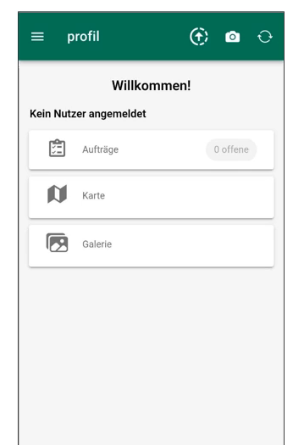 profil
Willkommen!
Kein Nutzer angemeldet
Aufträge 0 offene
Karte
Galerie